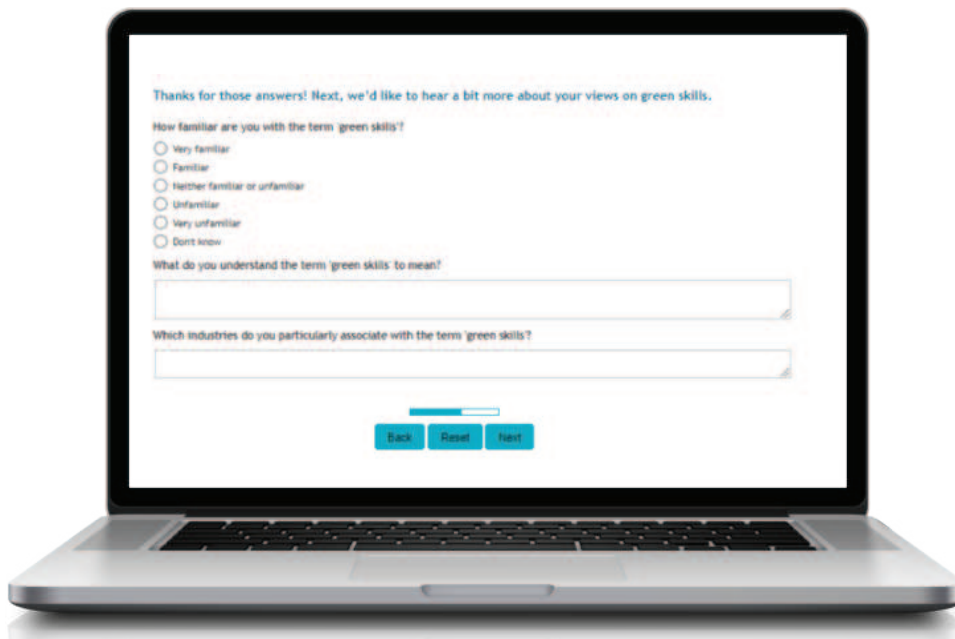 Thanks for those answers! Next, we'd like to hear a bit more about your views on green skills.
How familiar are you with the term 'green skills'?
Very familiar
Familiar
Neither familiar or unfamiliar
Unfamiliar
Very unfamiliar
Don't know
What do you understand the term 'green skills' to mean?
Which industries do you particularly associate with the term 'green skills'?
Back Reset Next